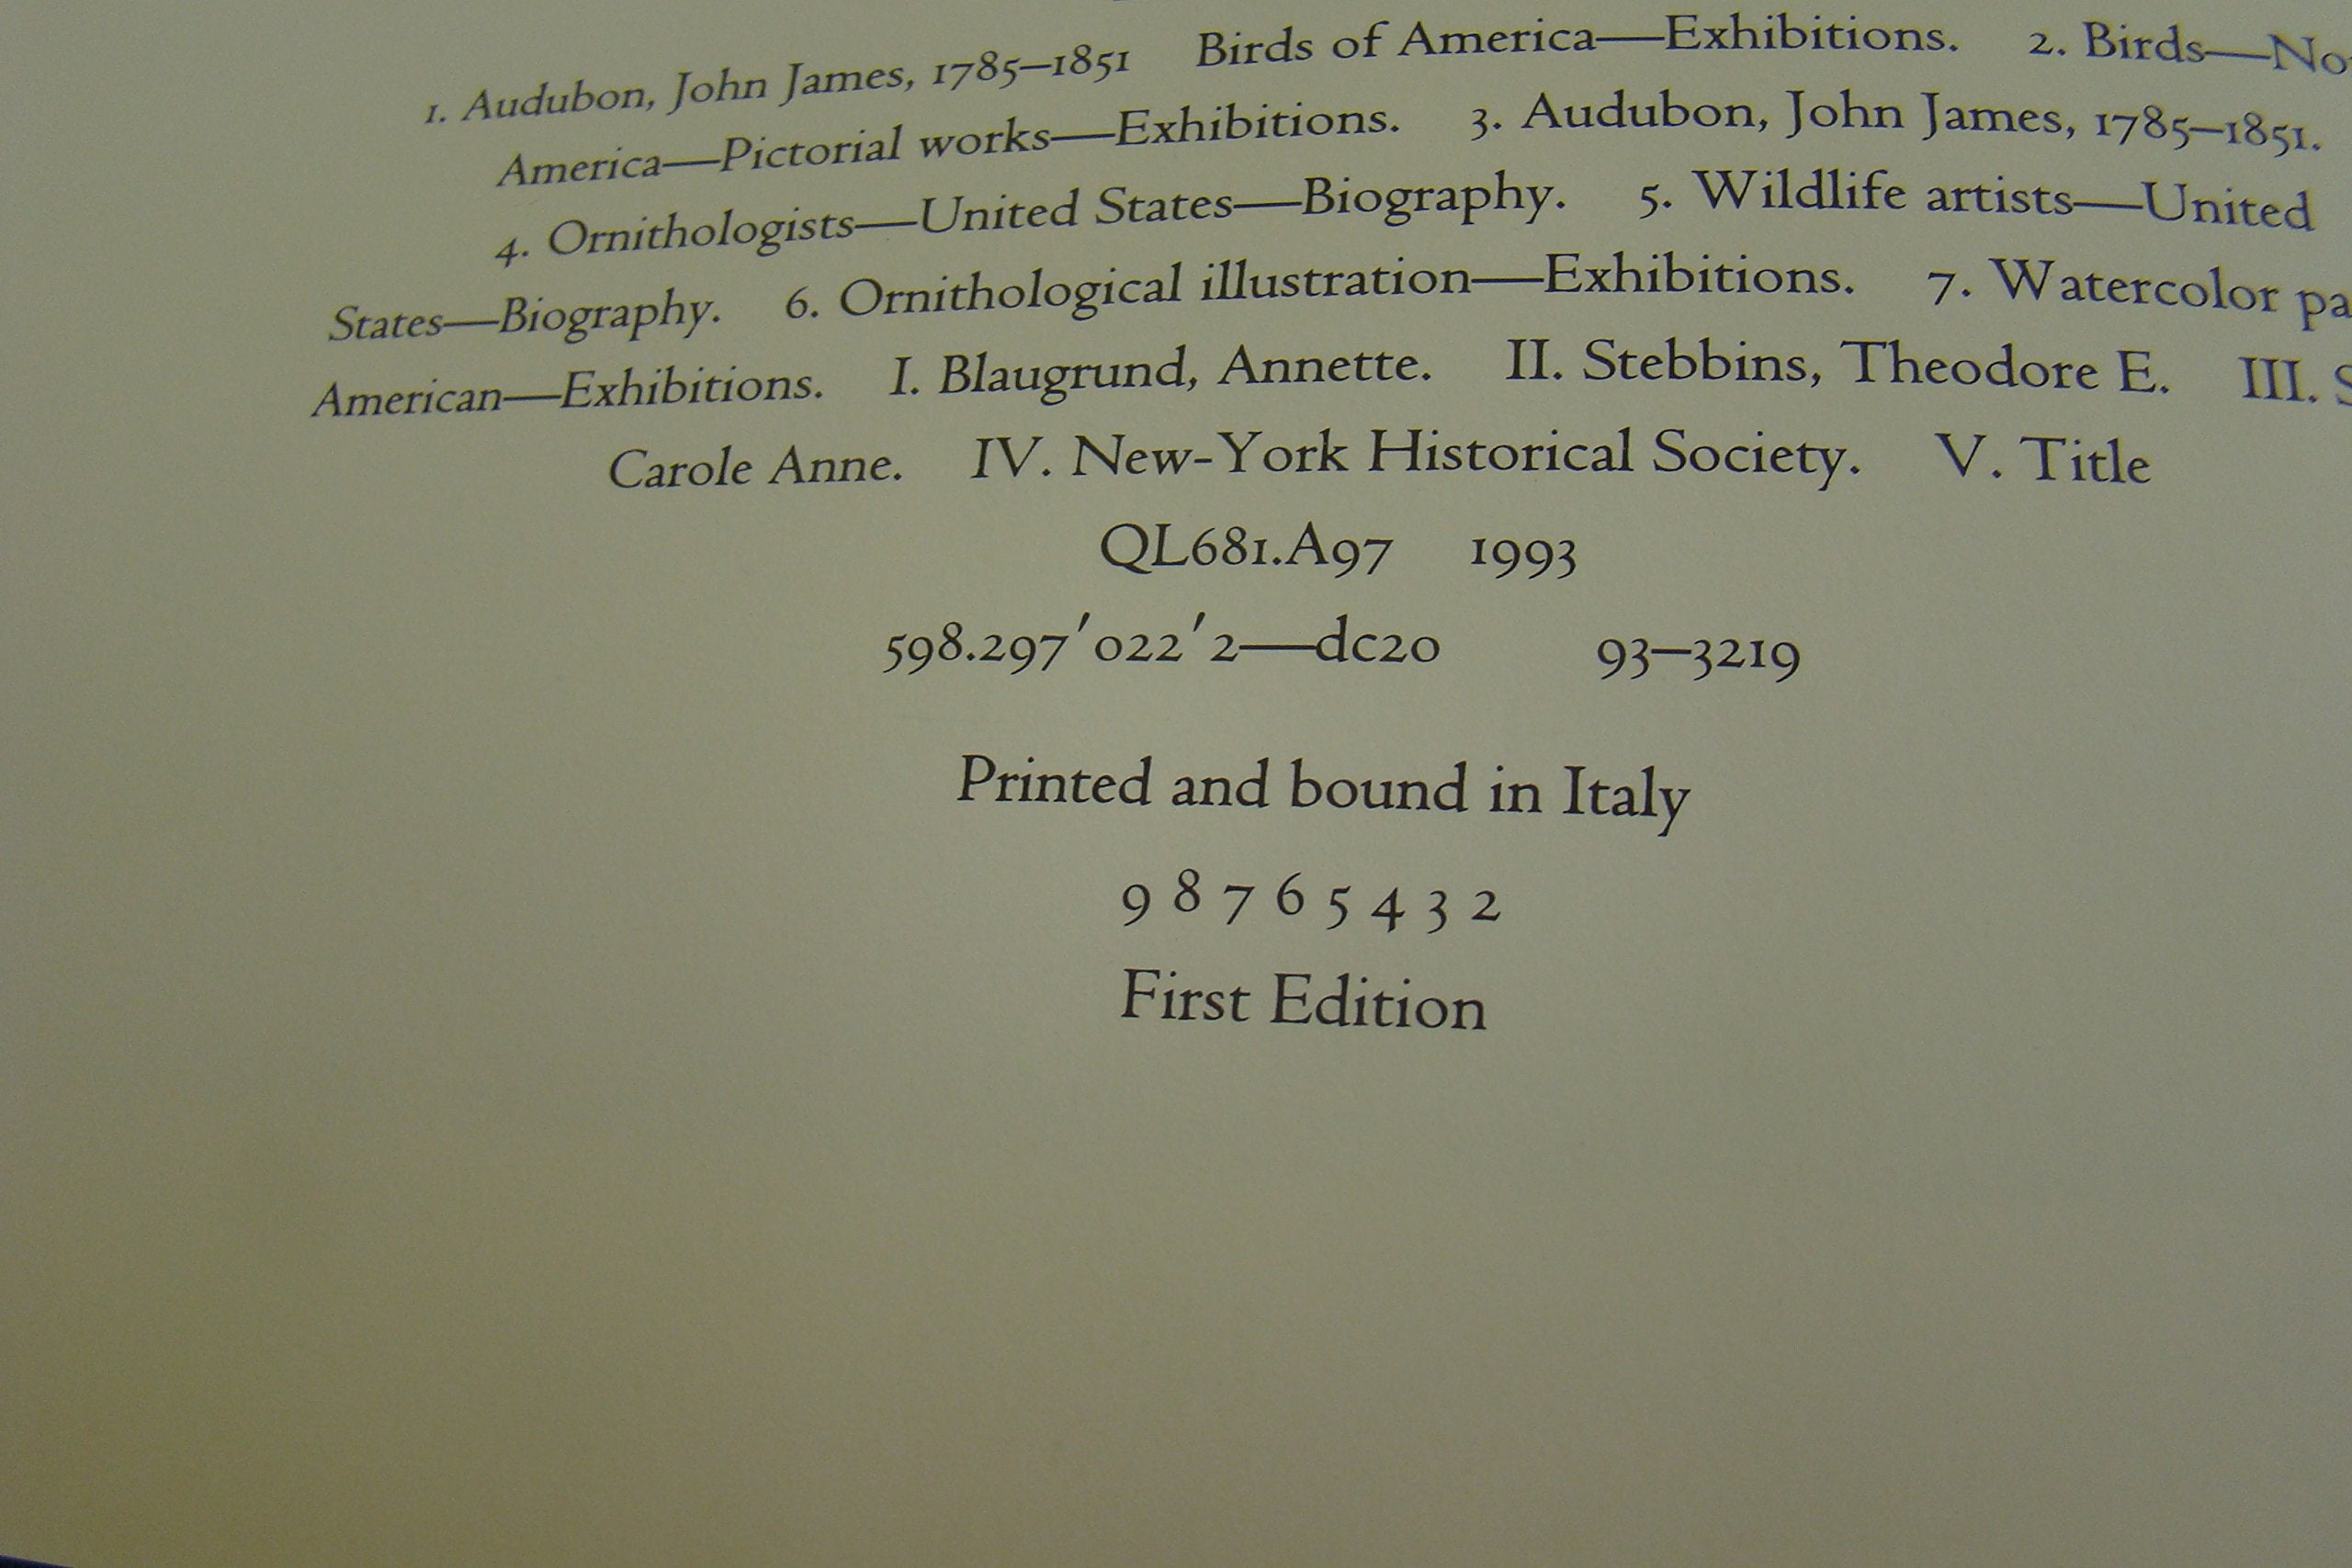 1. Audubon, John James, 1785–1851 Birds of America—Exhibitions. 2. Birds—
America—Pictorial works—Exhibitions. 3. Audubon, John James, 1785–1851.
4. Ornithologists—United States—Biography. 5. Wildlife artists—United
States—Biography. 6. Ornithological illustration—Exhibitions. 7. Watercolor
American—Exhibitions. I. Blaugrund, Annette. II. Stebbins, Theodore E. III.
Carole Anne. IV. New-York Historical Society. V. Title
QL681.A97 1993
598.297′022′2—dc20 93–3219
Printed and bound in Italy
9 8 7 6 5 4 3 2
First Edition